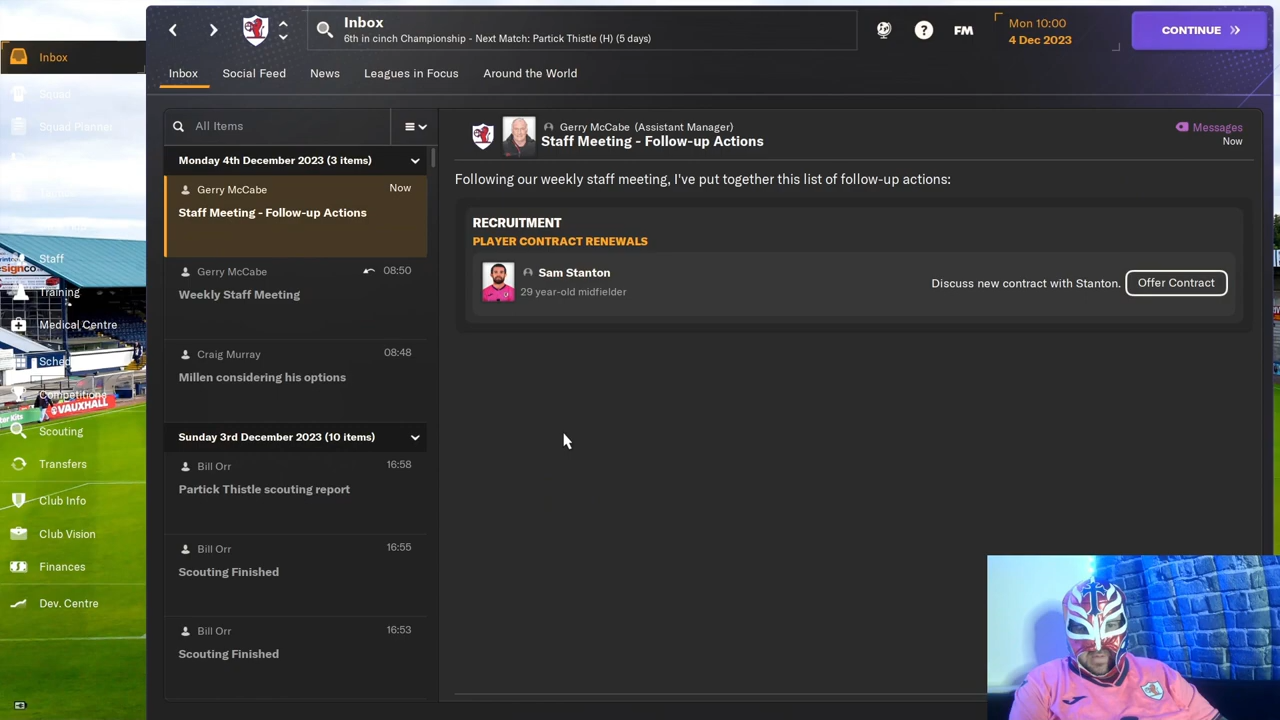 Inbox
6th in cinch Championship - Next Match: Partick Thistle (H) (5 days)
FM
Mon 10:00
4 Dec 2023
CONTINUE
Inbox
Squad
Squad Planner
Staff
Training
Medical Centre
Sched
Competitions
Scouting
Transfers
Club Info
Club Vision
Finances
Dev. Centre
VAUXHALL
Inbox
Social Feed
News
Leagues in Focus
Around the World
All Items
Monday 4th December 2023 (3 items)
Gerry McCabe
Now
Staff Meeting - Follow-up Actions
Gerry McCabe
08:50
Weekly Staff Meeting
Craig Murray
08:48
Millen considering his options
Sunday 3rd December 2023 (10 items)
Bill Orr
16:58
Partick Thistle scouting report
Bill Orr
16:55
Scouting Finished
Bill Orr
16:53
Scouting Finished
Gerry McCabe (Assistant Manager)
Staff Meeting - Follow-up Actions
Messages
Now
Following our weekly staff meeting, I've put together this list of follow-up actions:
RECRUITMENT
PLAYER CONTRACT RENEWALS
Sam Stanton
29 year-old midfielder
Discuss new contract with Stanton.
Offer Contract